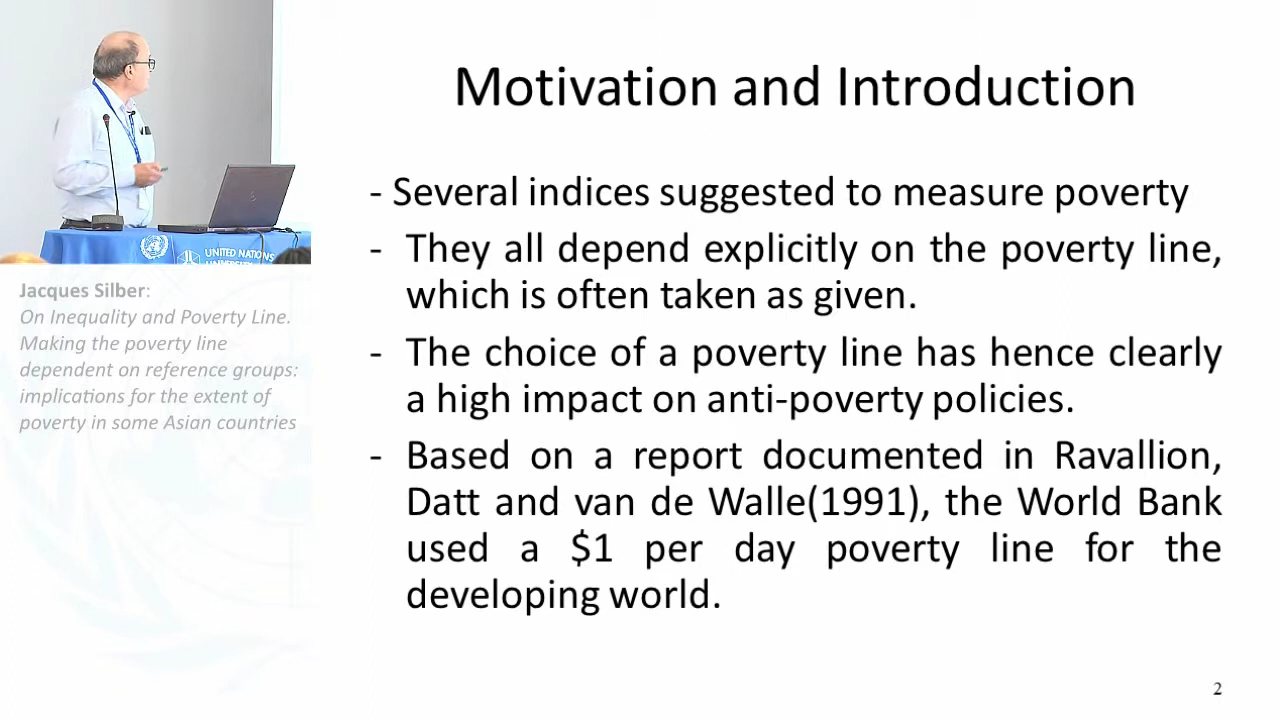 Motivation and Introduction
- Several indices suggested to measure poverty
- They all depend explicitly on the poverty line,
which is often taken as given.
- The choice of a poverty line has hence clearly
a high impact on anti-poverty policies.
- Based on a report documented in Ravallion,
Datt and van de Walle(1991), the World Bank
used a $1 per day poverty line for the
developing world.
UNITED NATIONS
UNIVERSITY
Jacques Silber:
On Inequality and Poverty Line.
Making the poverty line
dependent on reference groups:
implications for the extent of
poverty in some Asian countries
2